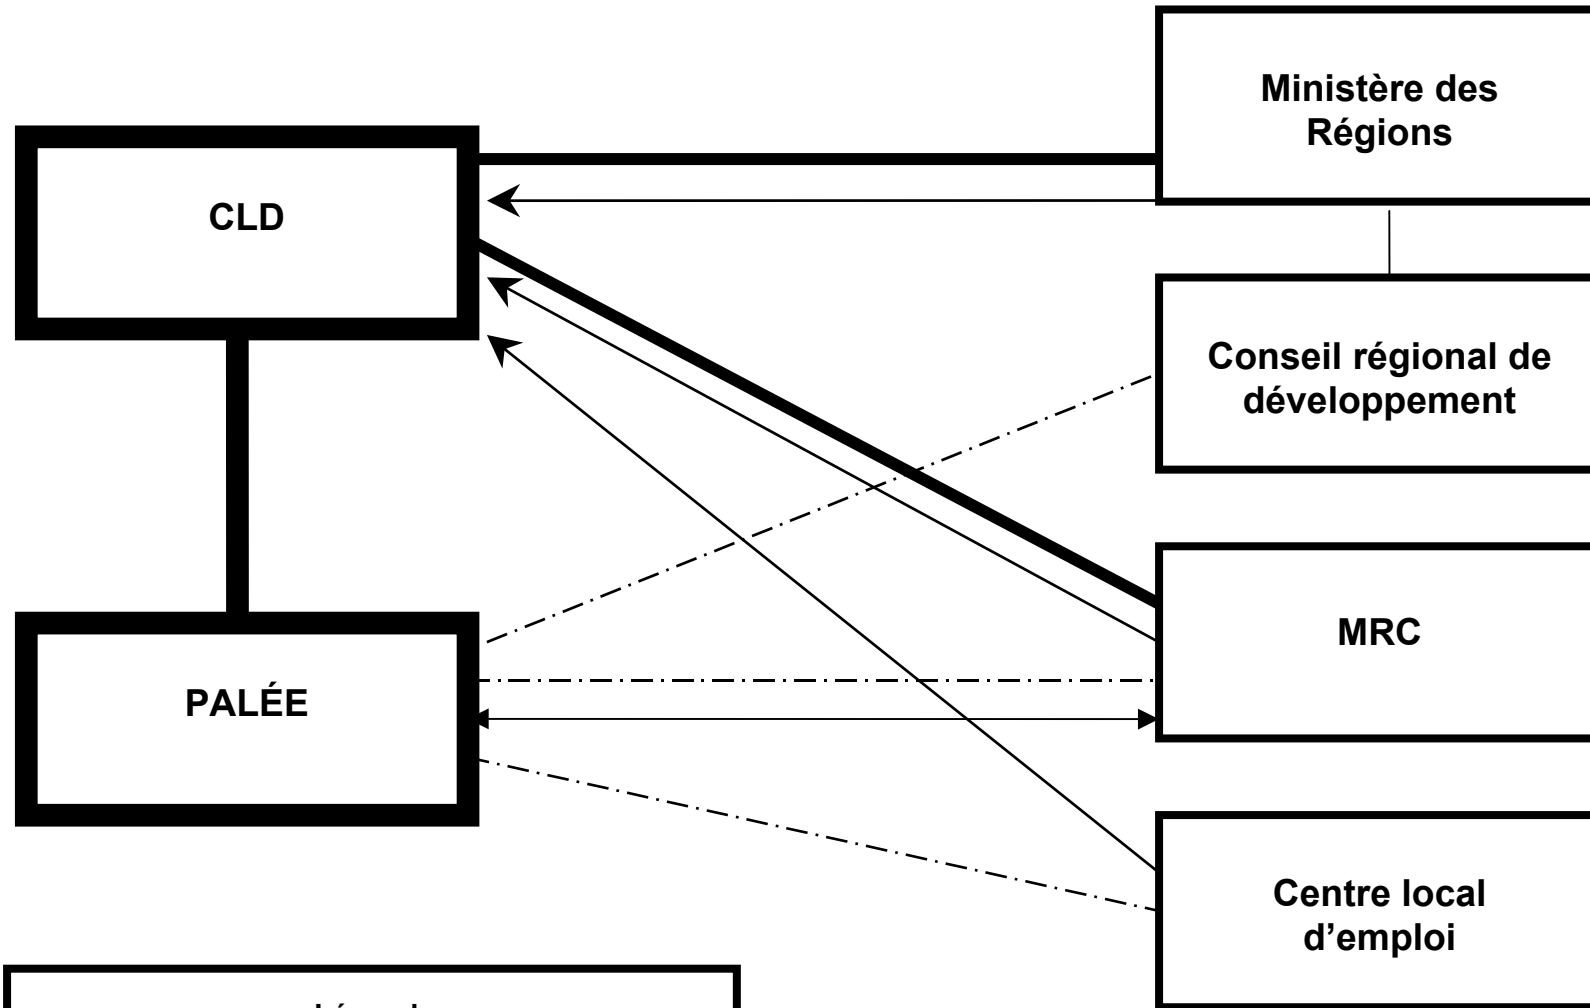 Ministère des
Régions
CLD
Conseil régional de
développement
MRC
PALÉE
Centre local
d'emploi